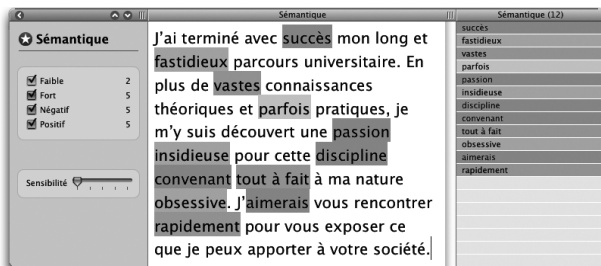 Sémantique
Sémantique (12)
Sémantique
Faible 2
Fort 5
Négatif 5
Positif 5
Sensibilité
J'ai terminé avec succès mon long et
fastidieux parcours universitaire. En
plus de vastes connaissances
théoriques et parfois pratiques, je
m'y suis découvert une passion
insidieuse pour cette discipline
convenant tout à fait à ma nature
obsessive. J'aimerais vous rencontrer
rapidement pour vous exposer ce
que je peux apporter à votre société.
succès
fastidieux
vastes
parfois
passion
insidieuse
discipline
convenant
tout à fait
obsessive
aimerais
rapidement